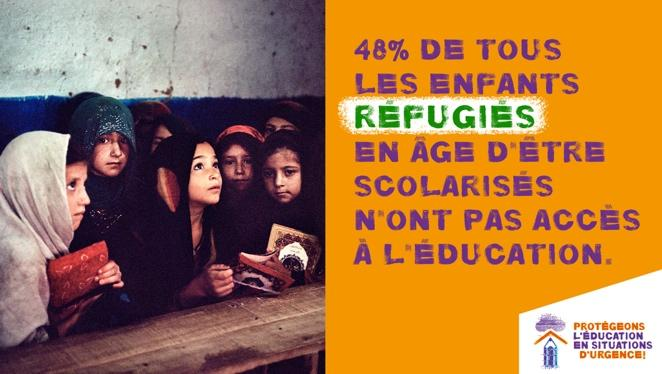 48% DE TOUS
LES ENFANTS
RÉFUGIÉS
EN ÂGE D'ÊTRE
SCOLARISÉS
N'ONT PAS ACCÈS
À L'ÉDUCATION.
PROTÉGEONS
L'ÉDUCATION
EN SITUATIONS
D'URGENCE!